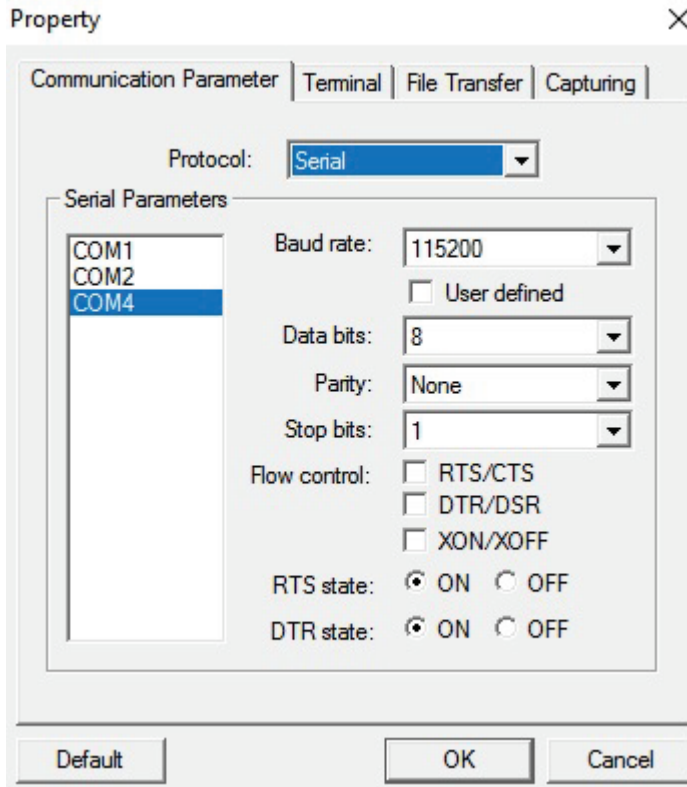 Property
Communication Parameter Terminal File Transfer Capturing
Protocol: Serial
Serial Parameters
COM1
COM2
COM4
Baud rate: 115200
User defined
Data bits: 8
Parity: None
Stop bits: 1
Flow control: RTS/CTS
DTR/DSR
XON/XOFF
RTS state: ON OFF
DTR state: ON OFF
Default OK Cancel